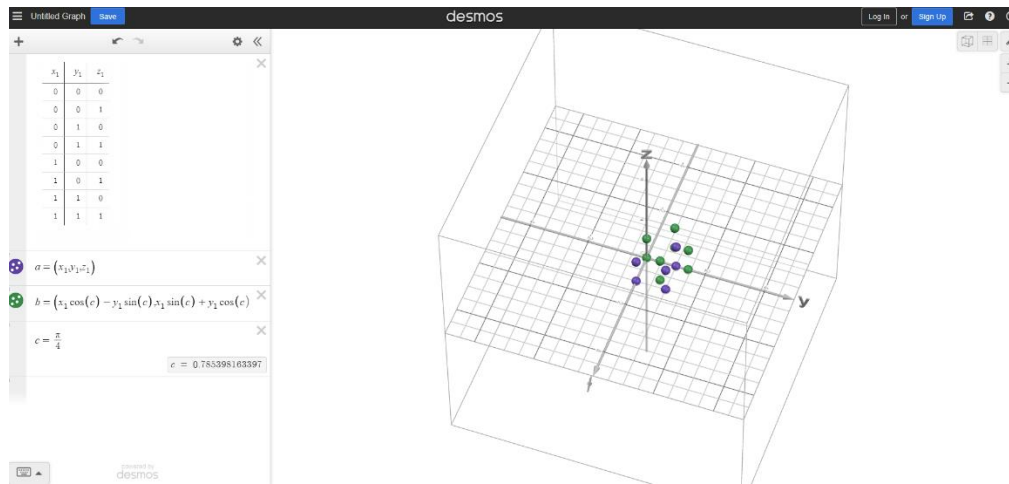 Untitled Graph Save desmos Log In or Sign Up
x₁ y₁ z₁
0 0 0
0 0 1
0 1 0
0 1 1
1 0 0
1 0 1
1 1 0
1 1 1
a = (x₁,y₁,z₁)
b = (x₁ cos(c) − y₁ sin(c),x₁ sin(c) + y₁ cos(c)
c = π/4
c = 0.785398163397
powered by
desmos
z
y